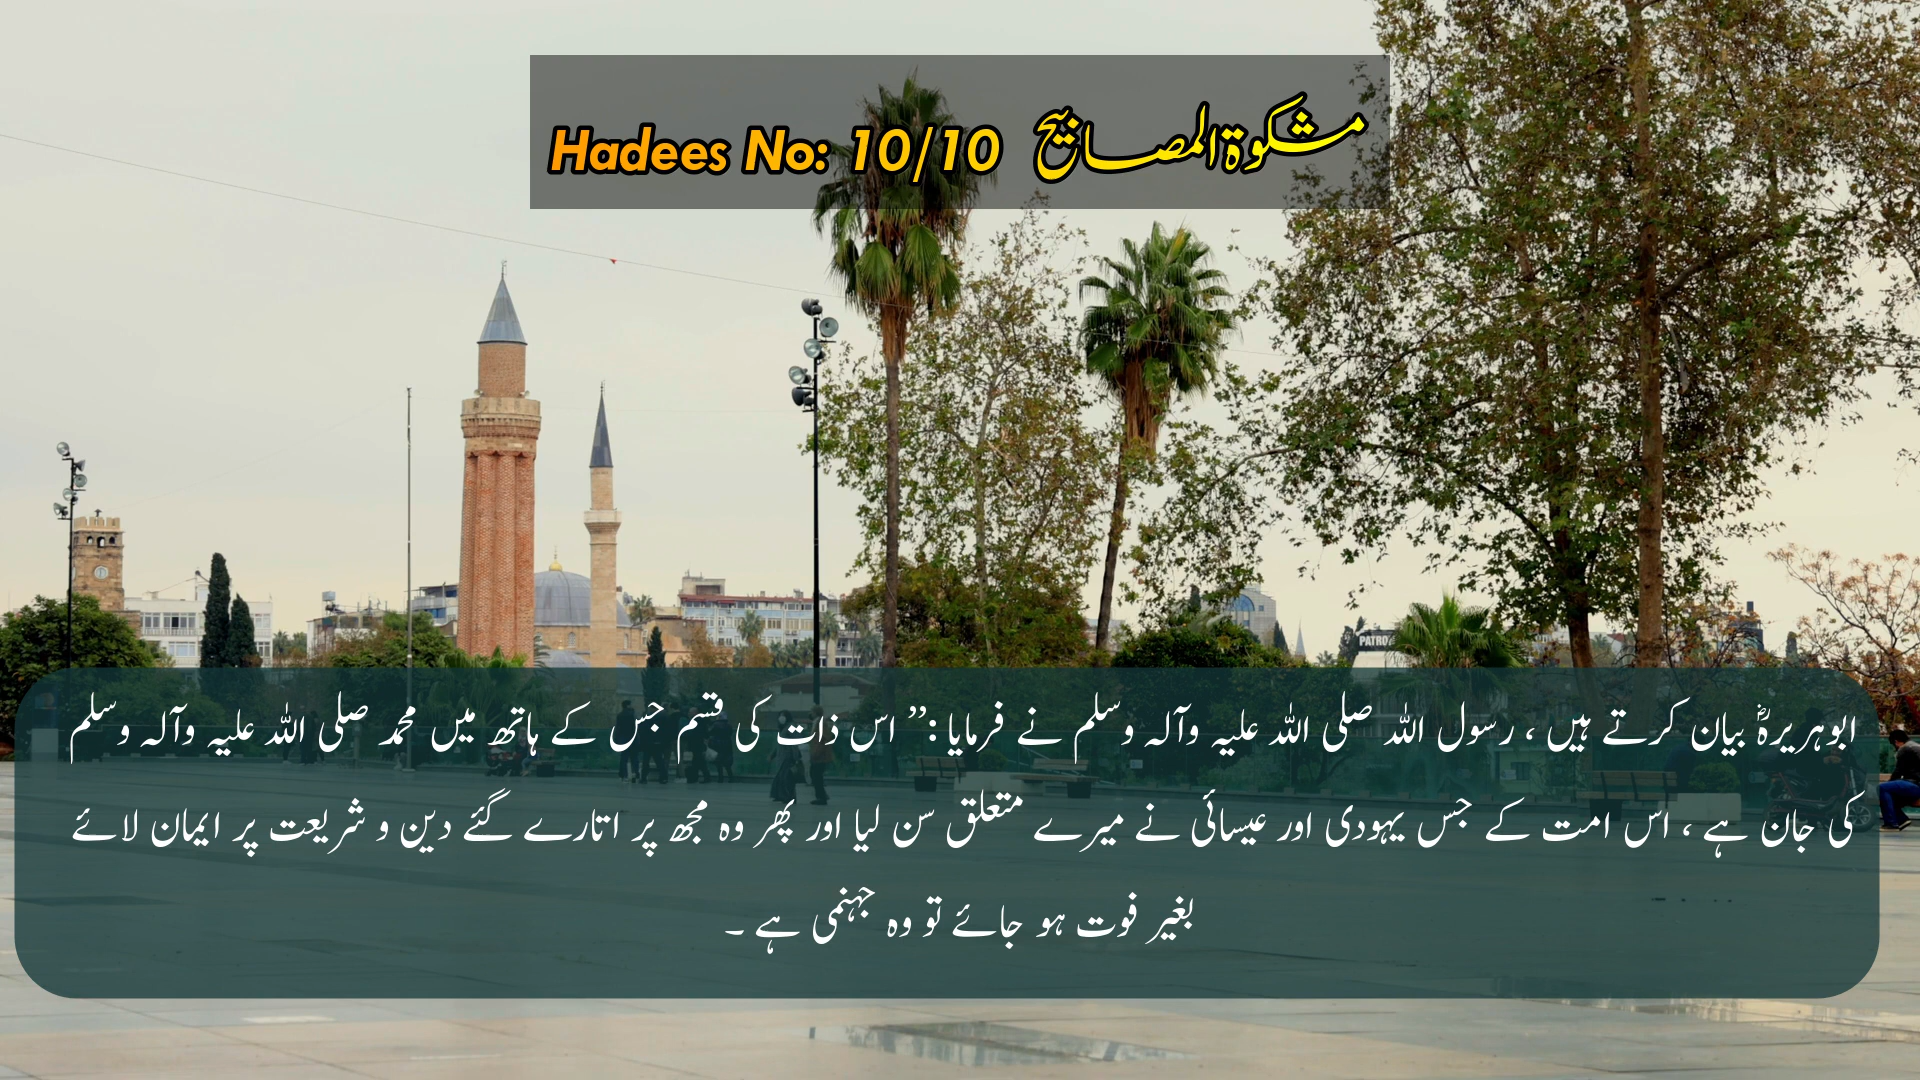 Hadees No: 10/10 مشکوۃ المصابیح
PATRO
ابوہریرہؓ بیان کرتے ہیں ، رسول اللہ صلی اللہ علیہ وآلہ وسلم نے فرمایا :’’ اس ذات کی قسم جس کے ہاتھ میں محمد صلی اللہ علیہ وآلہ وسلم
کی جان ہے ، اس امت کے جس یہودی اور عیسائی نے میرے متعلق سن لیا اور پھر وہ مجھ پر اتارے گئے دین و شریعت پر ایمان لائے
بغیر فوت ہو جائے تو وہ جہنمی ہے ۔